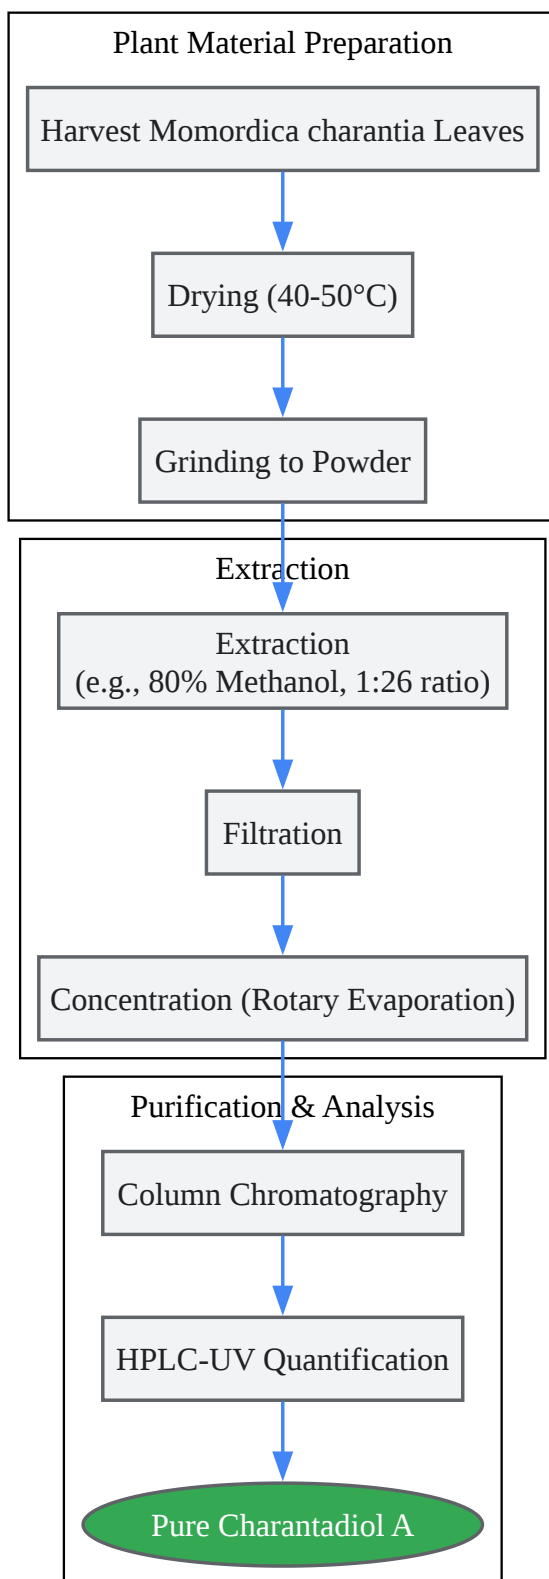 Plant Material Preparation
Harvest Momordica charantia Leaves
Drying (40-50°C)
Grinding to Powder
Extraction
Extraction
(e.g., 80% Methanol, 1:26 ratio)
Filtration
Concentration (Rotary Evaporation)
Purification & Analysis
Column Chromatography
HPLC-UV Quantification
Pure Charantadiol A